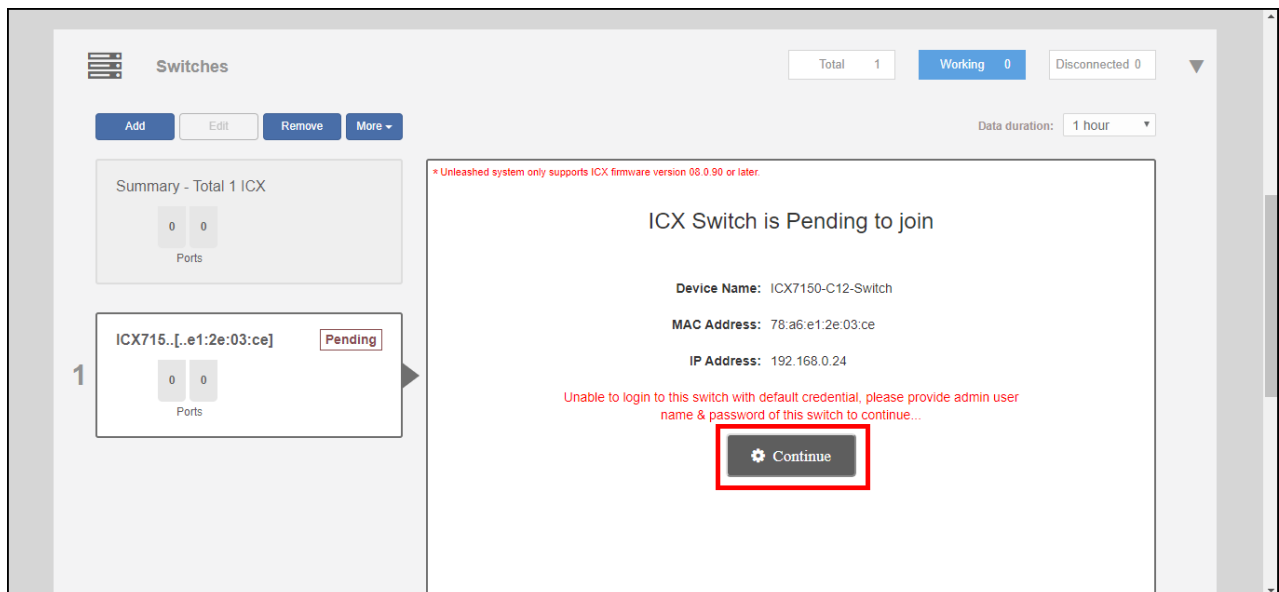 Switches
Total 1
Working 0
Disconnected 0
Add
Edit
Remove
More
Data duration: 1 hour
Summary - Total 1 ICX
0 0
Ports
1
ICX715..[..e1:2e:03:ce]
Pending
0 0
Ports
* Unleashed system only supports ICX firmware version 08.0.90 or later.
ICX Switch is Pending to join
Device Name: ICX7150-C12-Switch
MAC Address: 78:a6:e1:2e:03:ce
IP Address: 192.168.0.24
Unable to login to this switch with default credential, please provide admin user
name & password of this switch to continue...
Continue